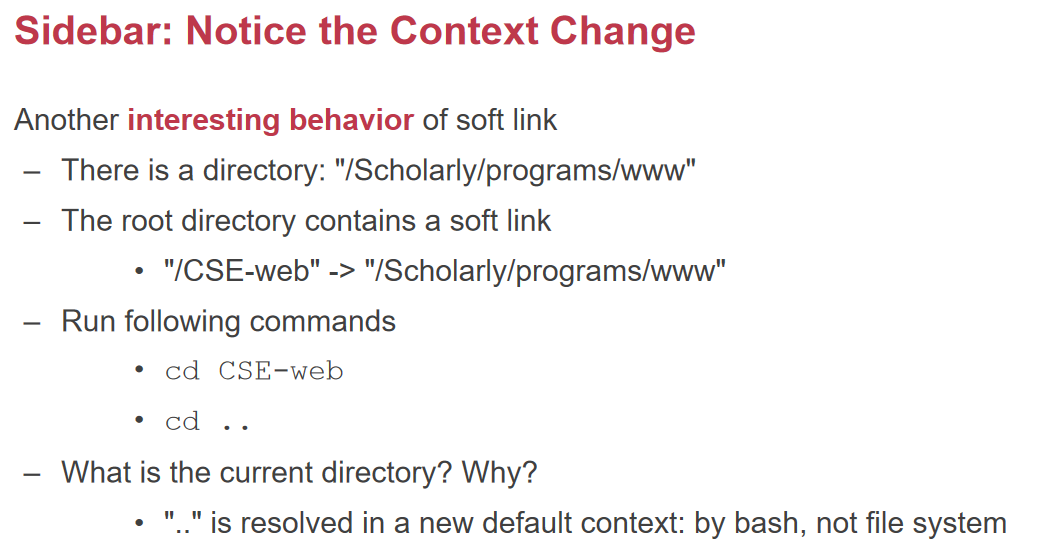 Sidebar: Notice the Context Change
Another interesting behavior of soft link
– There is a directory: "/Scholarly/programs/www"
– The root directory contains a soft link
• "/CSE-web" -> "/Scholarly/programs/www"
– Run following commands
• cd CSE-web
• cd ..
– What is the current directory? Why?
• ".." is resolved in a new default context: by bash, not file system